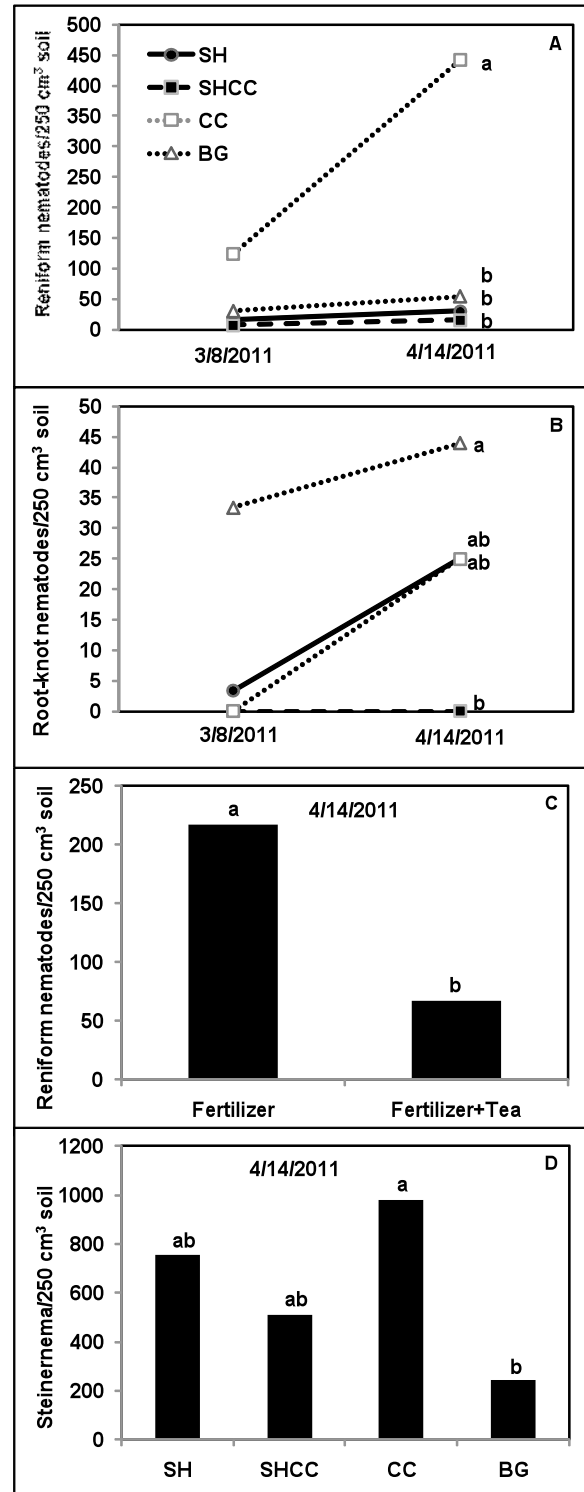 A
500
450
400
350
300
250
200
150
100
50
0
Reniform nematodes/250 cm³ soil
SH
SHCC
CC
BG
a
b
b
b
3/8/2011 4/14/2011
B
50
45
40
35
30
25
20
15
10
5
0
Root-knot nematodes/250 cm³ soil
a
ab
ab
b
3/8/2011 4/14/2011
C
4/14/2011
250
200
150
100
50
0
Reniform nematodes/250 cm³ soil
a
b
Fertilizer Fertilizer+Tea
D
4/14/2011
1200
1000
800
600
400
200
0
Steinernema/250 cm³ soil
ab
ab
a
b
SH SHCC CC BG